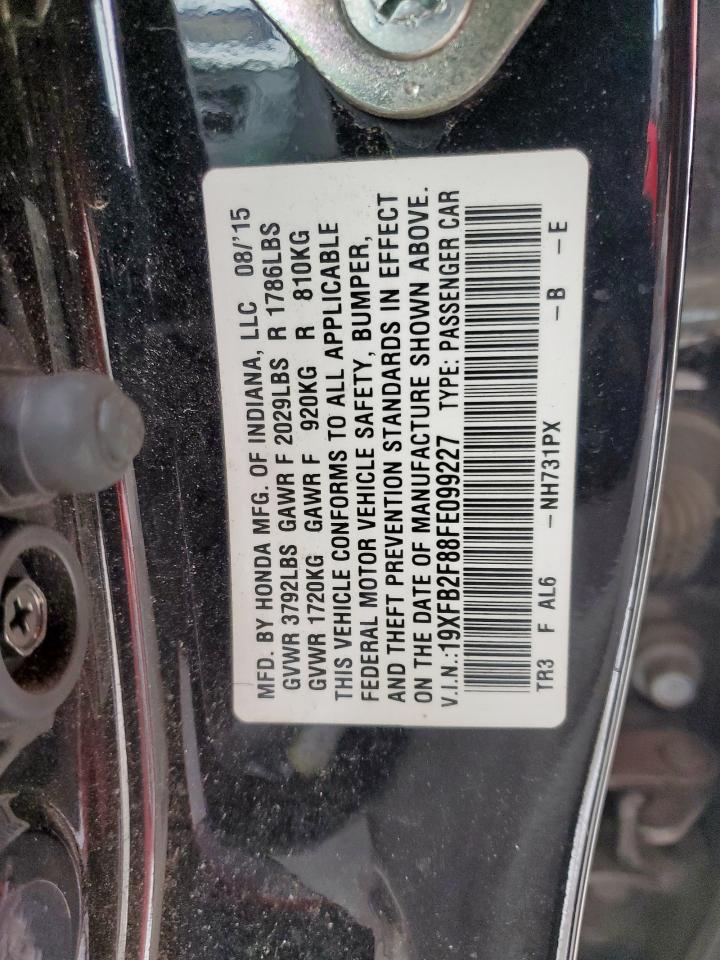 MFD. BY HONDA MFG. OF INDIANA, LLC 08/'15
GVWR 3792LBS GAWR F 2029LBS R 1786LBS
GVWR 1720KG GAWR F 920KG R 810KG
THIS VEHICLE CONFORMS TO ALL APPLICABLE
FEDERAL MOTOR VEHICLE SAFETY, BUMPER,
AND THEFT PREVENTION STANDARDS IN EFFECT
ON THE DATE OF MANUFACTURE SHOWN ABOVE.
V.I.N.:19XFB2F88FE099227 TYPE: PASSENGER CAR
TR3 F AL6 -NH731PX -B -E